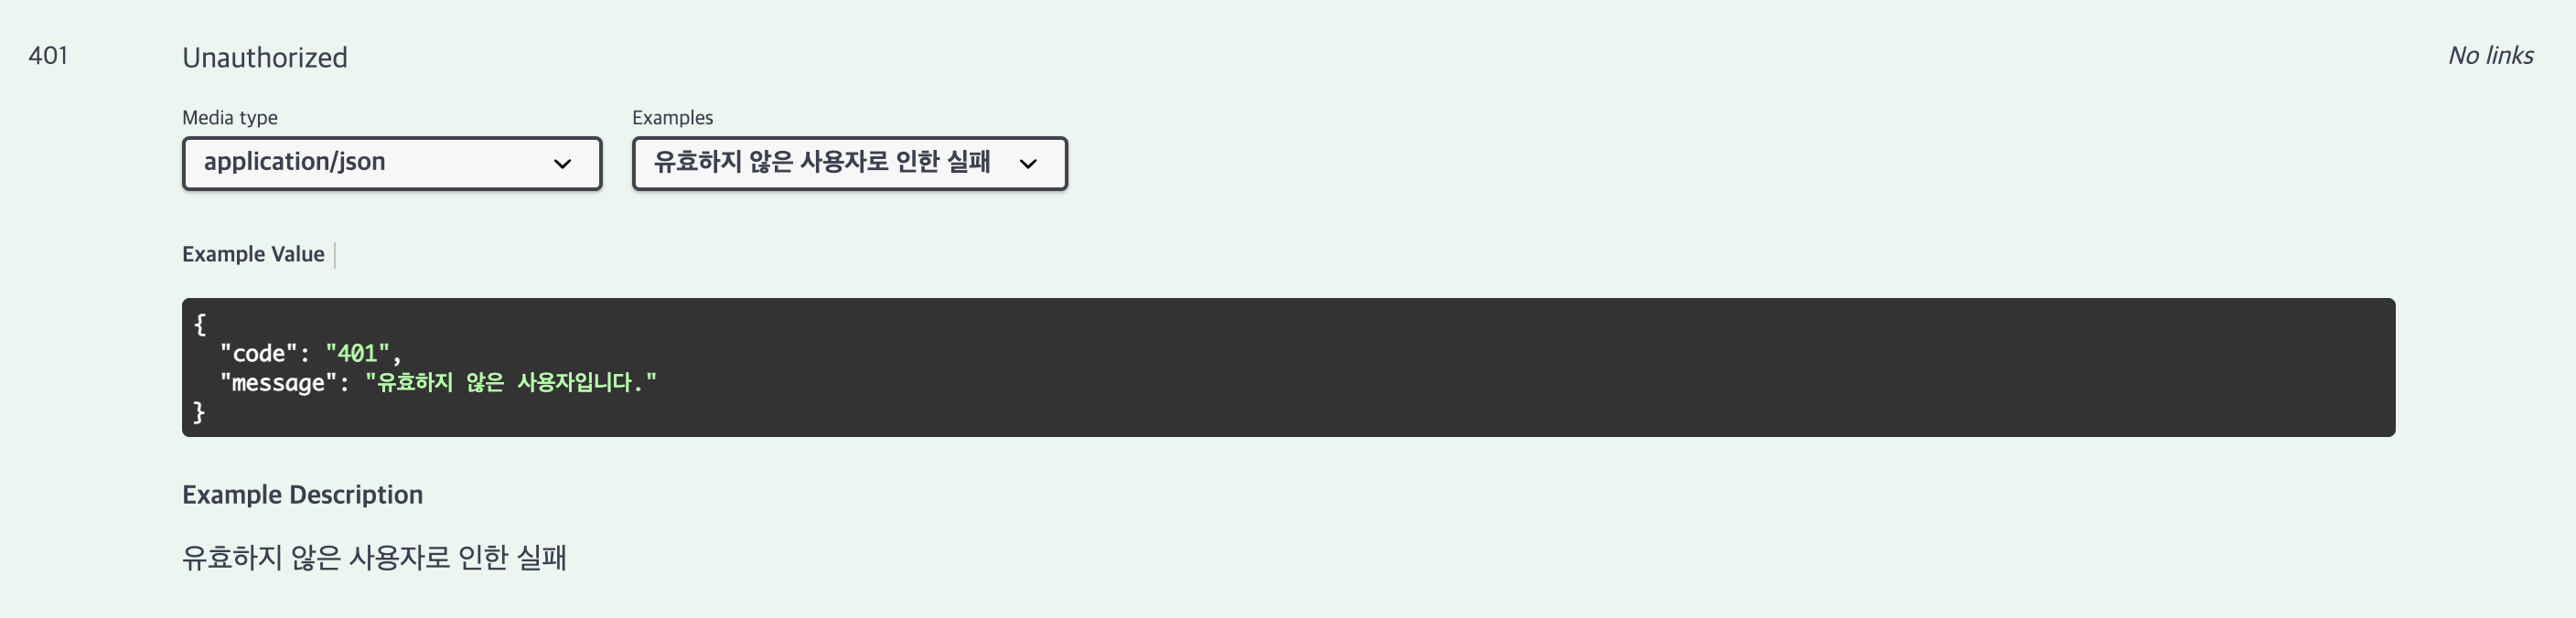 401 Unauthorized No links
Media type Examples
application/json 유효하지 않은 사용자로 인한 실패
Example Value
{
"code": "401",
"message": "유효하지 않은 사용자입니다."
}
Example Description
유효하지 않은 사용자로 인한 실패